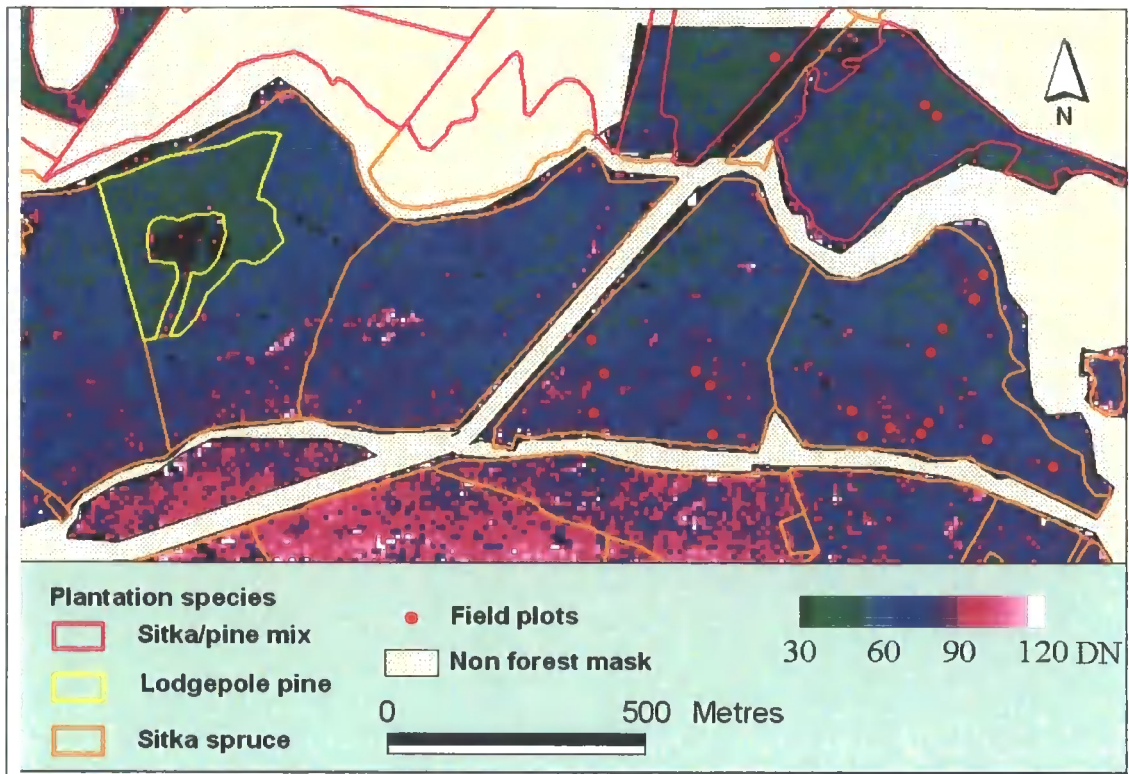 N
Plantation species
Sitka/pine mix
Lodgepole pine
Sitka spruce
Field plots
Non forest mask
0 500 Metres
30 60 90 120 DN